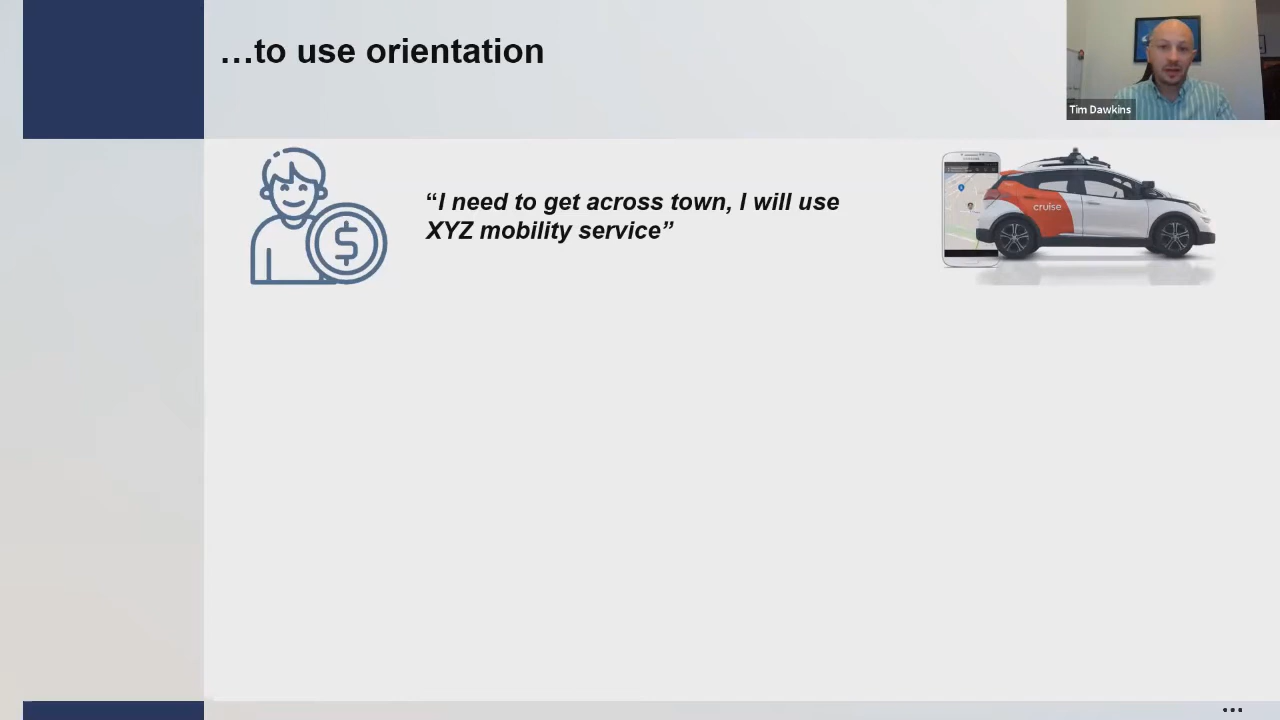 …to use orientation
Tim Dawkins
“I need to get across town, I will use
XYZ mobility service”
$
cruise